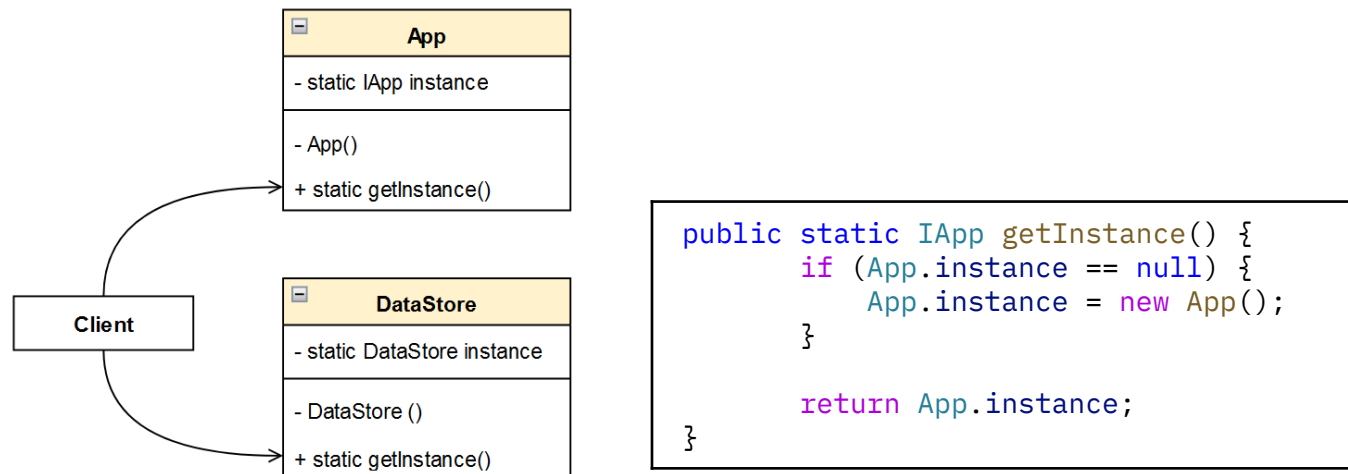 App
- static IApp instance
- App()
+ static getInstance()
Client
DataStore
- static DataStore instance
- DataStore ()
+ static getInstance()
public static IApp getInstance() {
if (App.instance == null) {
App.instance = new App();
}
return App.instance;
}